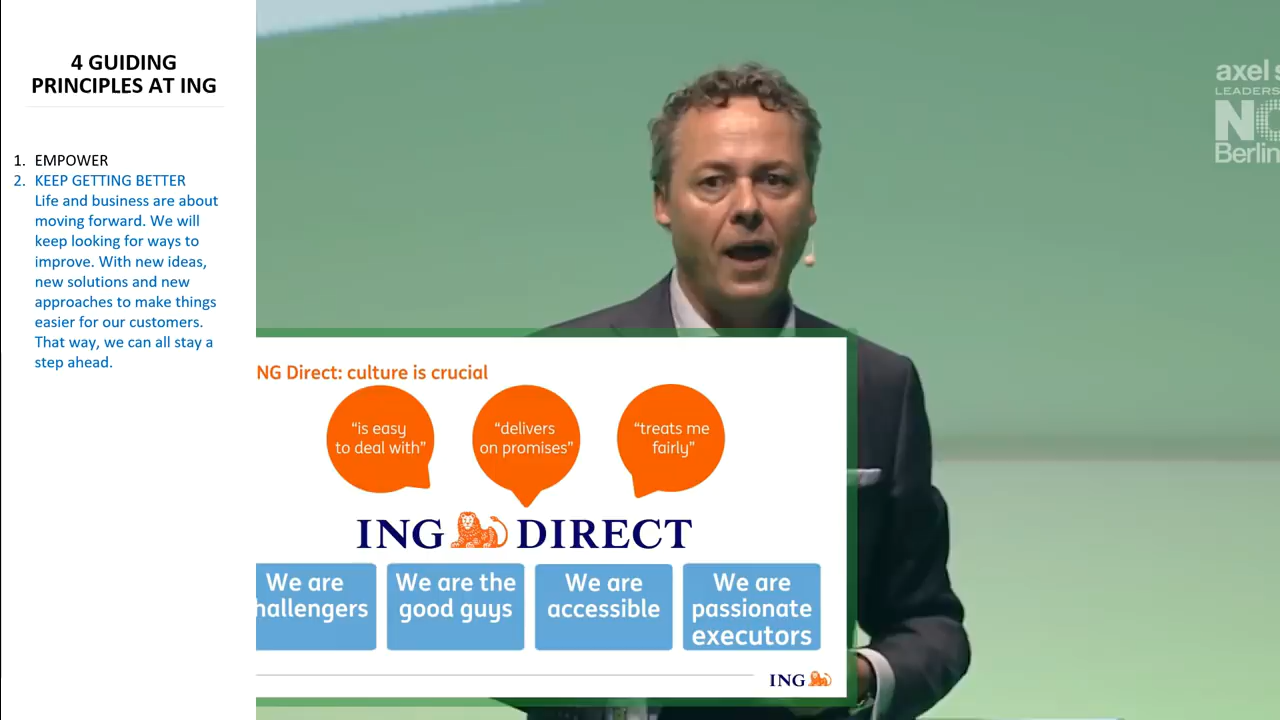 4 GUIDING
PRINCIPLES AT ING
1. EMPOWER
2. KEEP GETTING BETTER
Life and business are about
moving forward. We will
keep looking for ways to
improve. With new ideas,
new solutions and new
approaches to make things
easier for our customers.
That way, we can all stay a
step ahead.
axel s
LEADERS
NO
Berlin
NG Direct: culture is crucial
“is easy
to deal with”
“delivers
on promises”
“treats me
fairly”
ING DIRECT
We are
hallengers
We are the
good guys
We are
accessible
We are
passionate
executors
ING